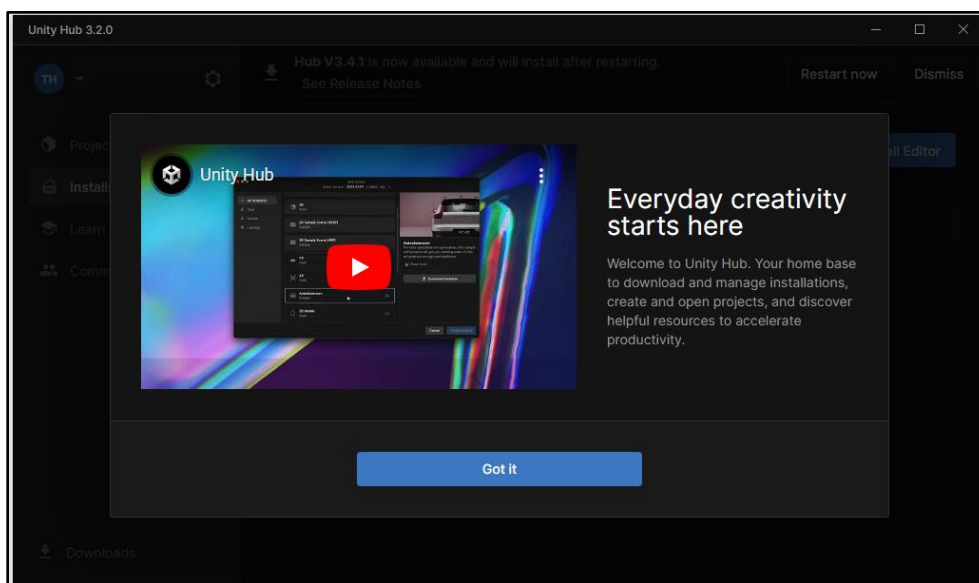 Unity Hub 3.2.0
TH
Hub V3.4.1 is now available and will install after restarting.
See Release Notes
Restart now
Dismiss
Projec
Installs
Learn
Comm
all Editor
Unity Hub
Cancel
Everyday creativity
starts here
Welcome to Unity Hub. Your home base
to download and manage installations,
create and open projects, and discover
helpful resources to accelerate
productivity.
Got it
Downloads